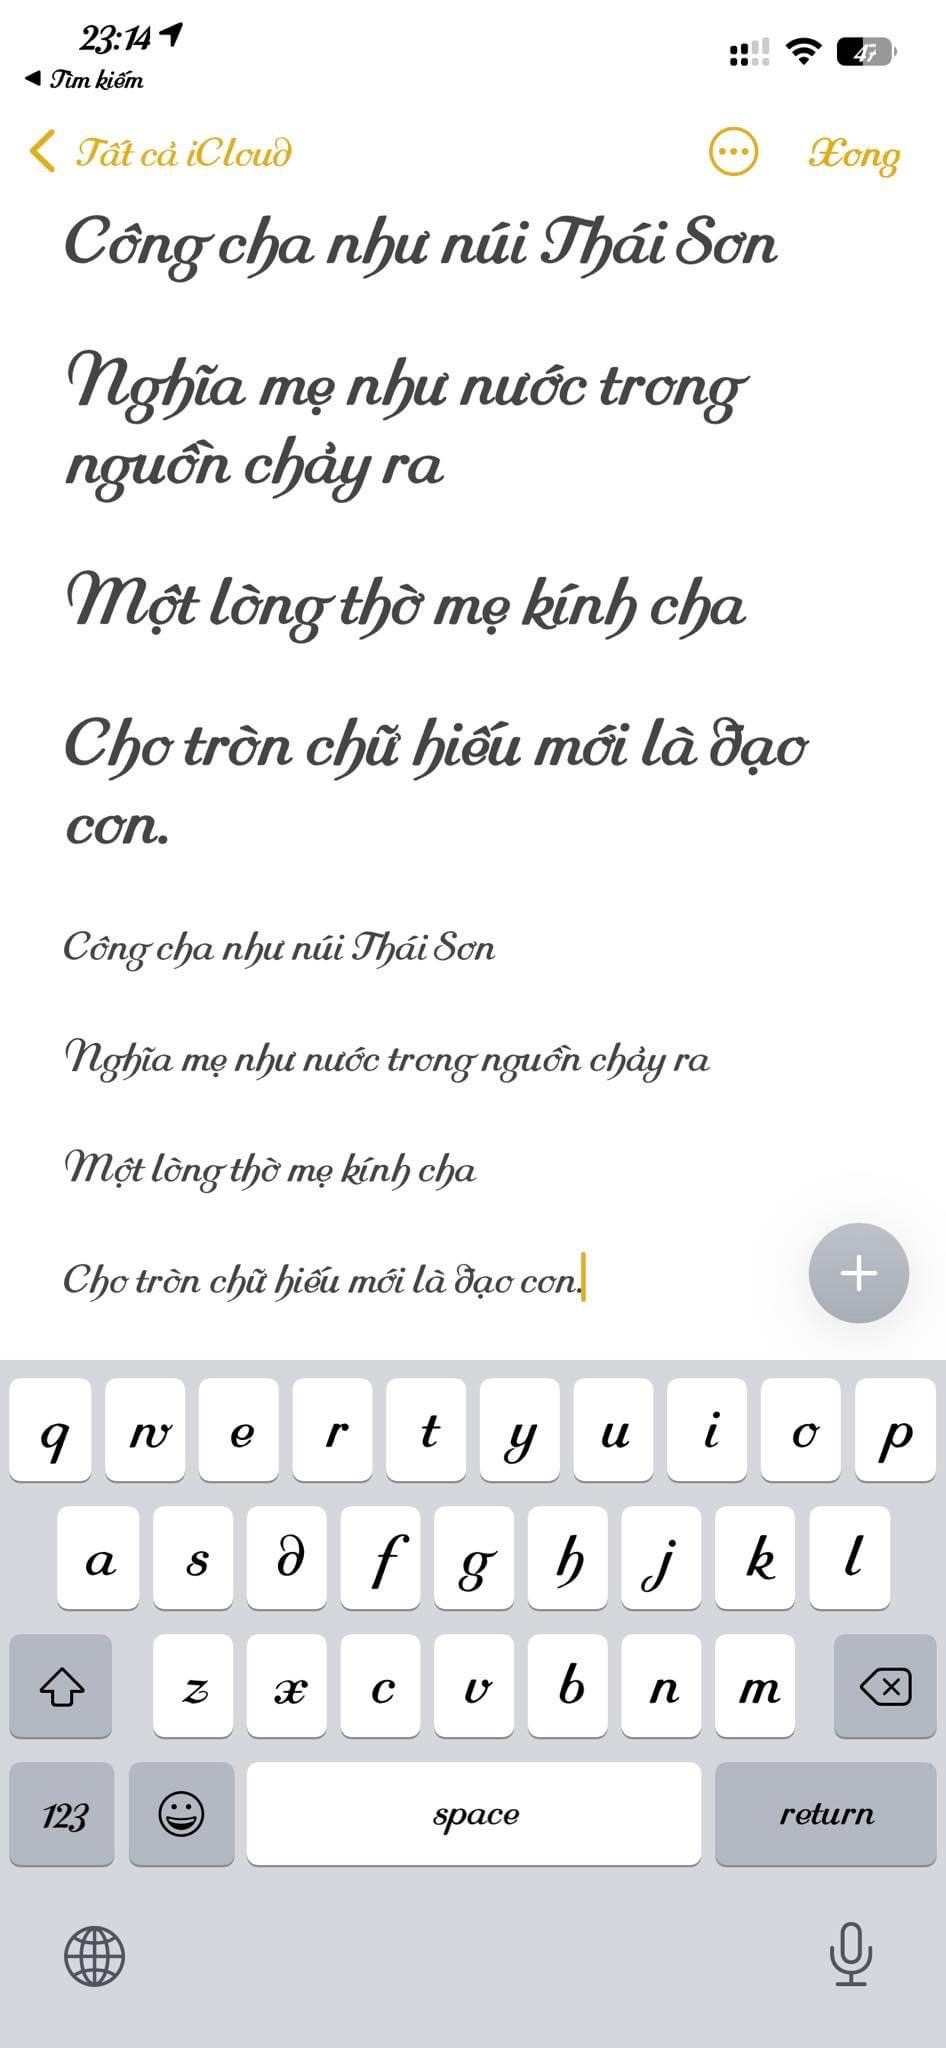 23:14
47
Tìm kiếm
Tất cả iCloud
Xong
Công cha như núi Thái Sơn
Nghĩa mẹ như nước trong
nguồn chảy ra
Một lòng thờ mẹ kính cha
Cho tròn chữ hiếu mới là đạo
con.
Công cha như núi Thái Sơn
Nghĩa mẹ như nước trong nguồn chảy ra
Một lòng thờ mẹ kính cha
Cho tròn chữ hiếu mới là đạo con.
q w e r t y u i o p
a s d f g h j k l
z x c v b n m
123 space return